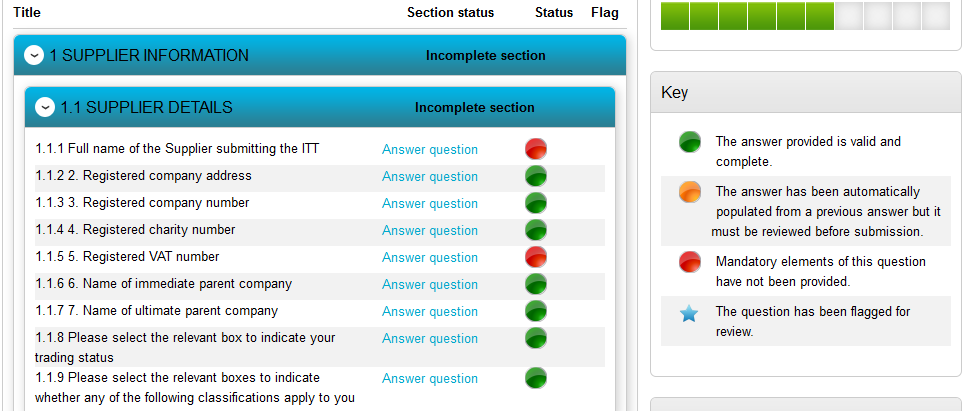 Title Section status Status Flag
1 SUPPLIER INFORMATION Incomplete section
1.1 SUPPLIER DETAILS Incomplete section
1.1.1 Full name of the Supplier submitting the ITT Answer question
1.1.2 2. Registered company address Answer question
1.1.3 3. Registered company number Answer question
1.1.4 4. Registered charity number Answer question
1.1.5 5. Registered VAT number Answer question
1.1.6 6. Name of immediate parent company Answer question
1.1.7 7. Name of ultimate parent company Answer question
1.1.8 Please select the relevant box to indicate your Answer question
trading status
1.1.9 Please select the relevant boxes to indicate Answer question
whether any of the following classifications apply to you
Key
The answer provided is valid and
complete.
The answer has been automatically
populated from a previous answer but it
must be reviewed before submission.
Mandatory elements of this question
have not been provided.
The question has been flagged for
review.